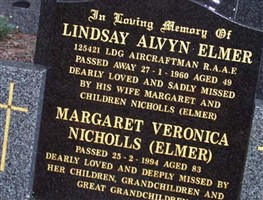 In Loving Memory Of
LINDSAY ALVYN ELMER
125421 LDG AIRCRAFTMAN R.A.A.F
PASSED AWAY 27-1-1960 AGED 49
DEARLY LOVED AND SADLY MISSED
BY HIS WIFE MARGARET AND
CHILDREN NICHOLLS (ELMER)
MARGARET VERONICA
NICHOLLS (ELMER)
PASSED 25-2-1994 AGED 83
DEARLY LOVED AND DEEPLY MISSED BY
HER CHILDREN, GRANDCHILDREN AND
GREAT GRANDCHILDREN